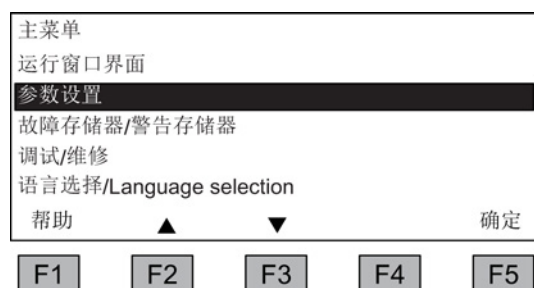 主菜单
运行窗口界面
参数设置
故障存储器/警告存储器
调试/维修
语言选择/Language selection
帮助 ▲ ▼ 确定
F1 F2 F3 F4 F5